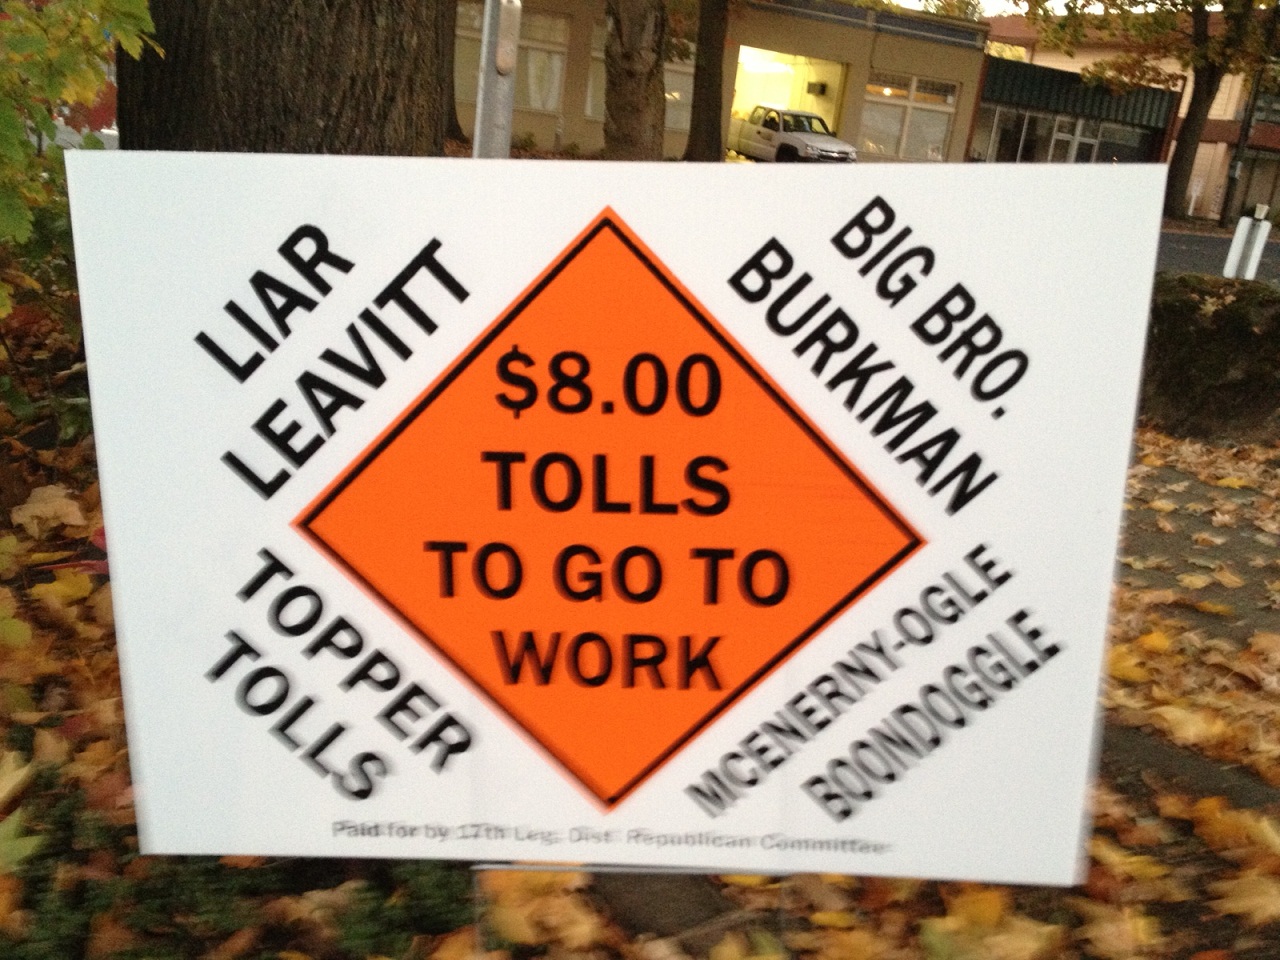 LIAR
LEAVITT
BIG BRO.
BURKMAN
$8.00
TOLLS
TO GO TO
WORK
TOPPER
TOLLS
MCENERNY-OGLE
BOONDOGGLE
Paid for by 17th Leg. Dist. Republican Committee